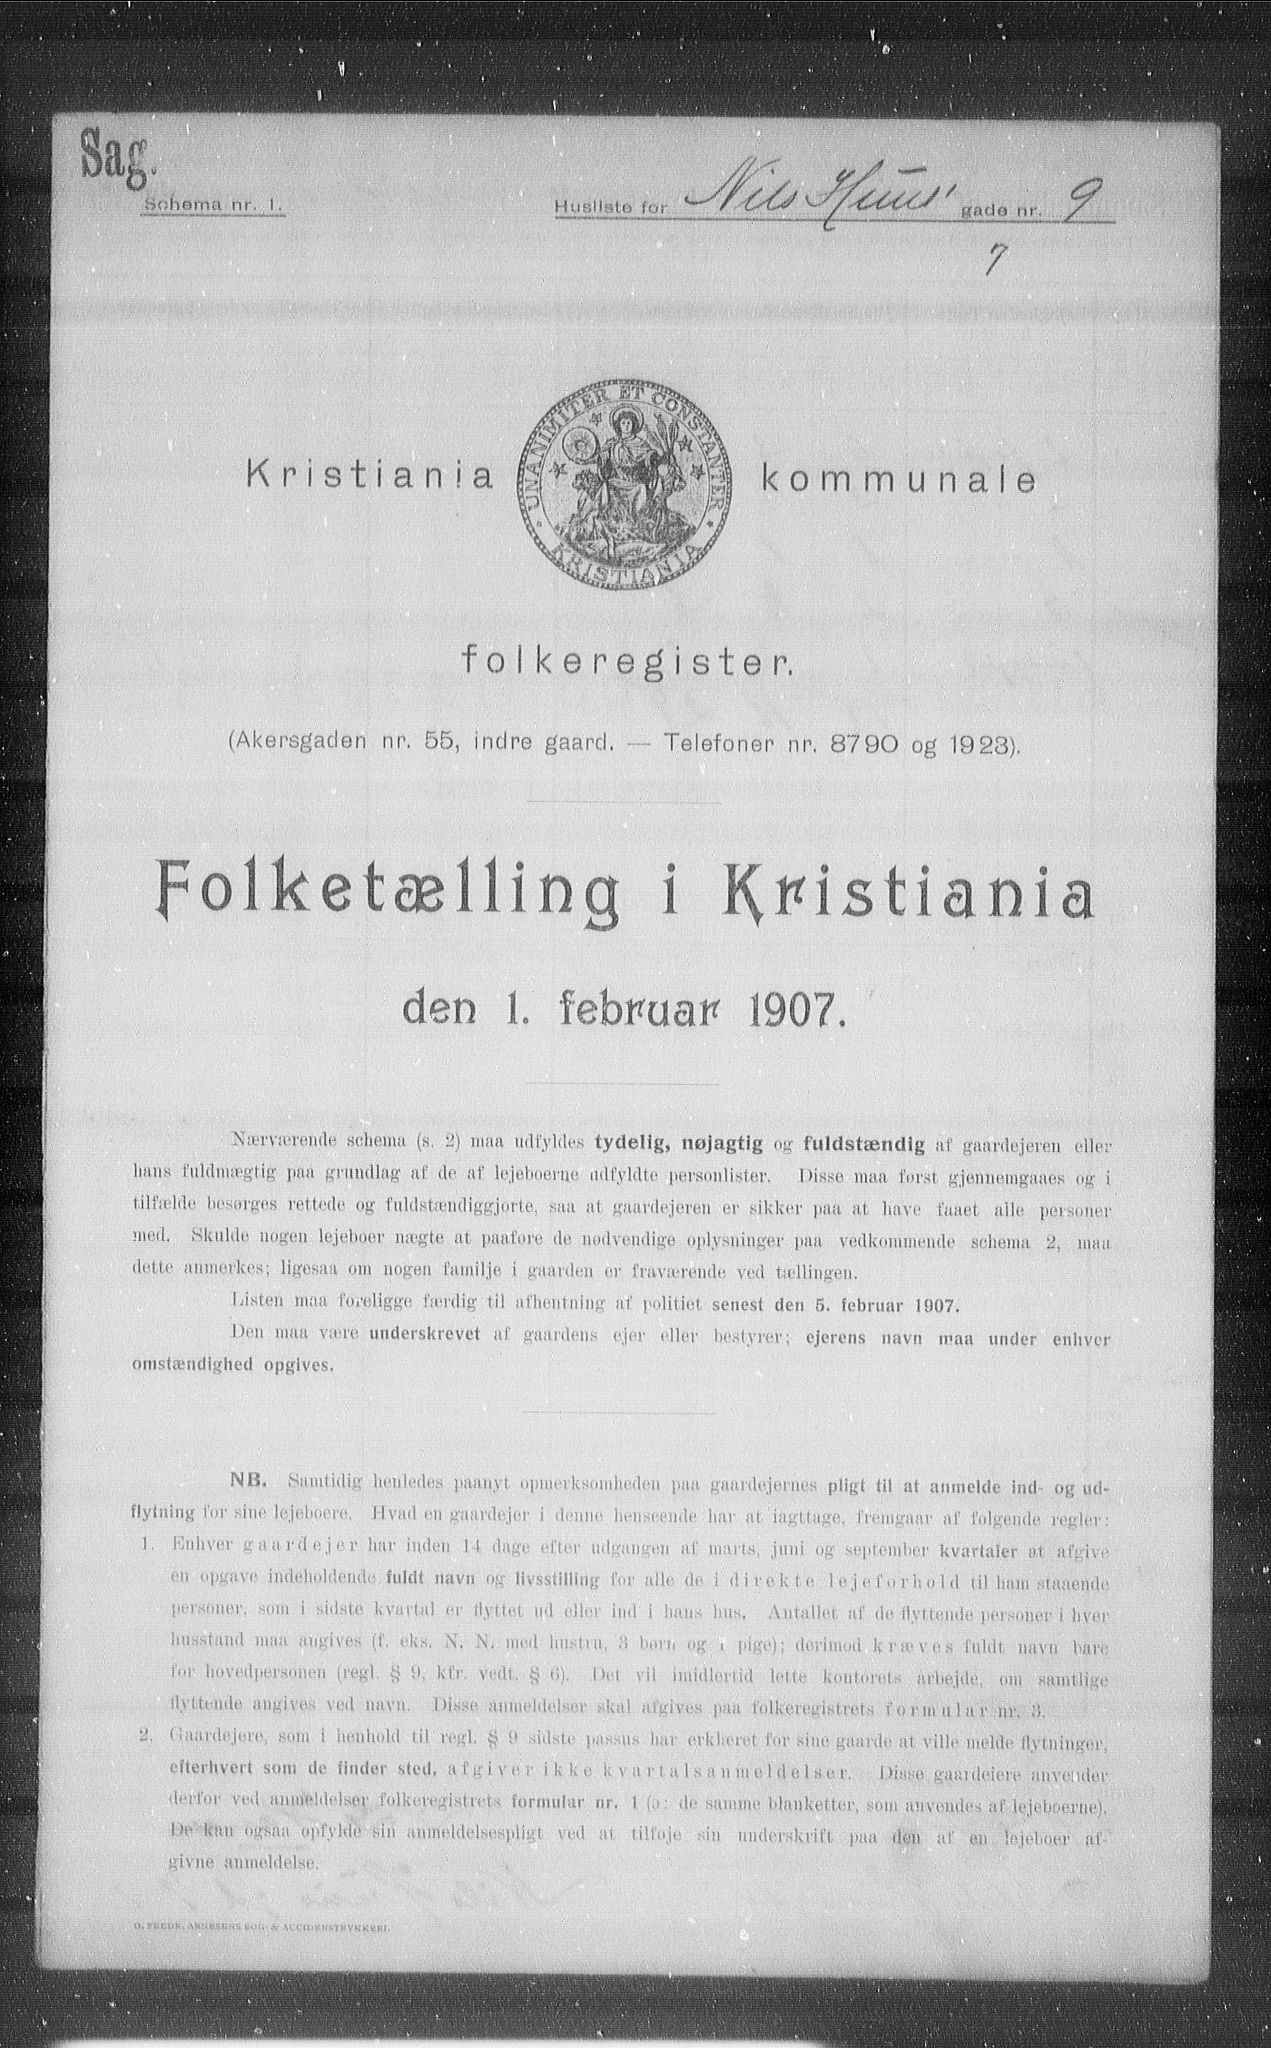 Sag.
Schema nr. 1.
Husliste for Nils Huus' gade nr. 9
7
Kristiania kommunale
UNANIMITER ET CONSTANTER
KRISTIANIA
folkeregister.
(Akersgaden nr. 55, indre gaard. — Telefoner nr. 8790 og 1923).
Folketælling i Kristiania
den 1. februar 1907.
Nærværende schema (s. 2) maa udfyldes tydelig, nøjagtig og fuldstændig af gaardejeren eller
hans fuldmægtig paa grundlag af de af lejeboerne udfyldte personlister. Disse maa først gjennemgaaes og i
tilfælde besørges rettede og fuldstændiggjorte, saa at gaardejeren er sikker paa at have faaet alle personer
med. Skulde nogen lejeboer nægte at paaføre de nødvendige oplysninger paa vedkommende schema 2, maa
dette anmerkes; ligesaa om nogen familje i gaarden er fraværende ved tællingen.
Listen maa foreligge færdig til afhentning af politiet senest den 5. februar 1907.
Den maa være underskrevet af gaardens ejer eller bestyrer; ejerens navn maa under enhver
omstændighed opgives.
NB. Samtidig henledes paanyt opmerksomheden paa gaardejernes pligt til at anmelde ind- og ud-
flytning for sine lejeboere. Hvad en gaardejer i denne henseende har at iagttage, fremgaar af følgende regler:
1. Enhver gaardejer har inden 14 dage efter udgangen af marts, juni og september kvartaler at afgive
en opgave indeholdende fuldt navn og livsstilling for alle de i direkte lejeforhold til ham staaende
personer, som i sidste kvartal er flyttet ud eller ind i hans hus. Antallet af de flyttende personer i hver
husstand maa angives (f. eks. N. N. med hustru, 3 børn og 1 pige); derimod kræves fuldt navn bare
for hovedpersonen (regl. § 9, kfr. vedt. § 6). Det vil imidlertid lette kontorets arbejde, om samtlige
flyttende angives ved navn. Disse anmeldelser skal afgives paa folkeregistrets formular nr. 3.
2. Gaardejere, som i henhold til regl. § 9 sidste passus har erklæret for sine gaarde at ville melde flytninger,
efterhvert som de finder sted, afgiver ikke kvartalsanmeldelser. Disse gaardeiere anvender
derfor ved anmeldelser folkeregistrets formular nr. 1 (ɔ: de samme blanketter, som anvendes af lejeboerne).
De kan ogsaa opfylde sin anmeldelsespligt ved at tilføje sin underskrift paa den af en lejeboer af-
givne anmeldelse.
O. FREDR. ARNESENS BOG- & ACCIDENSTRYKKERI.